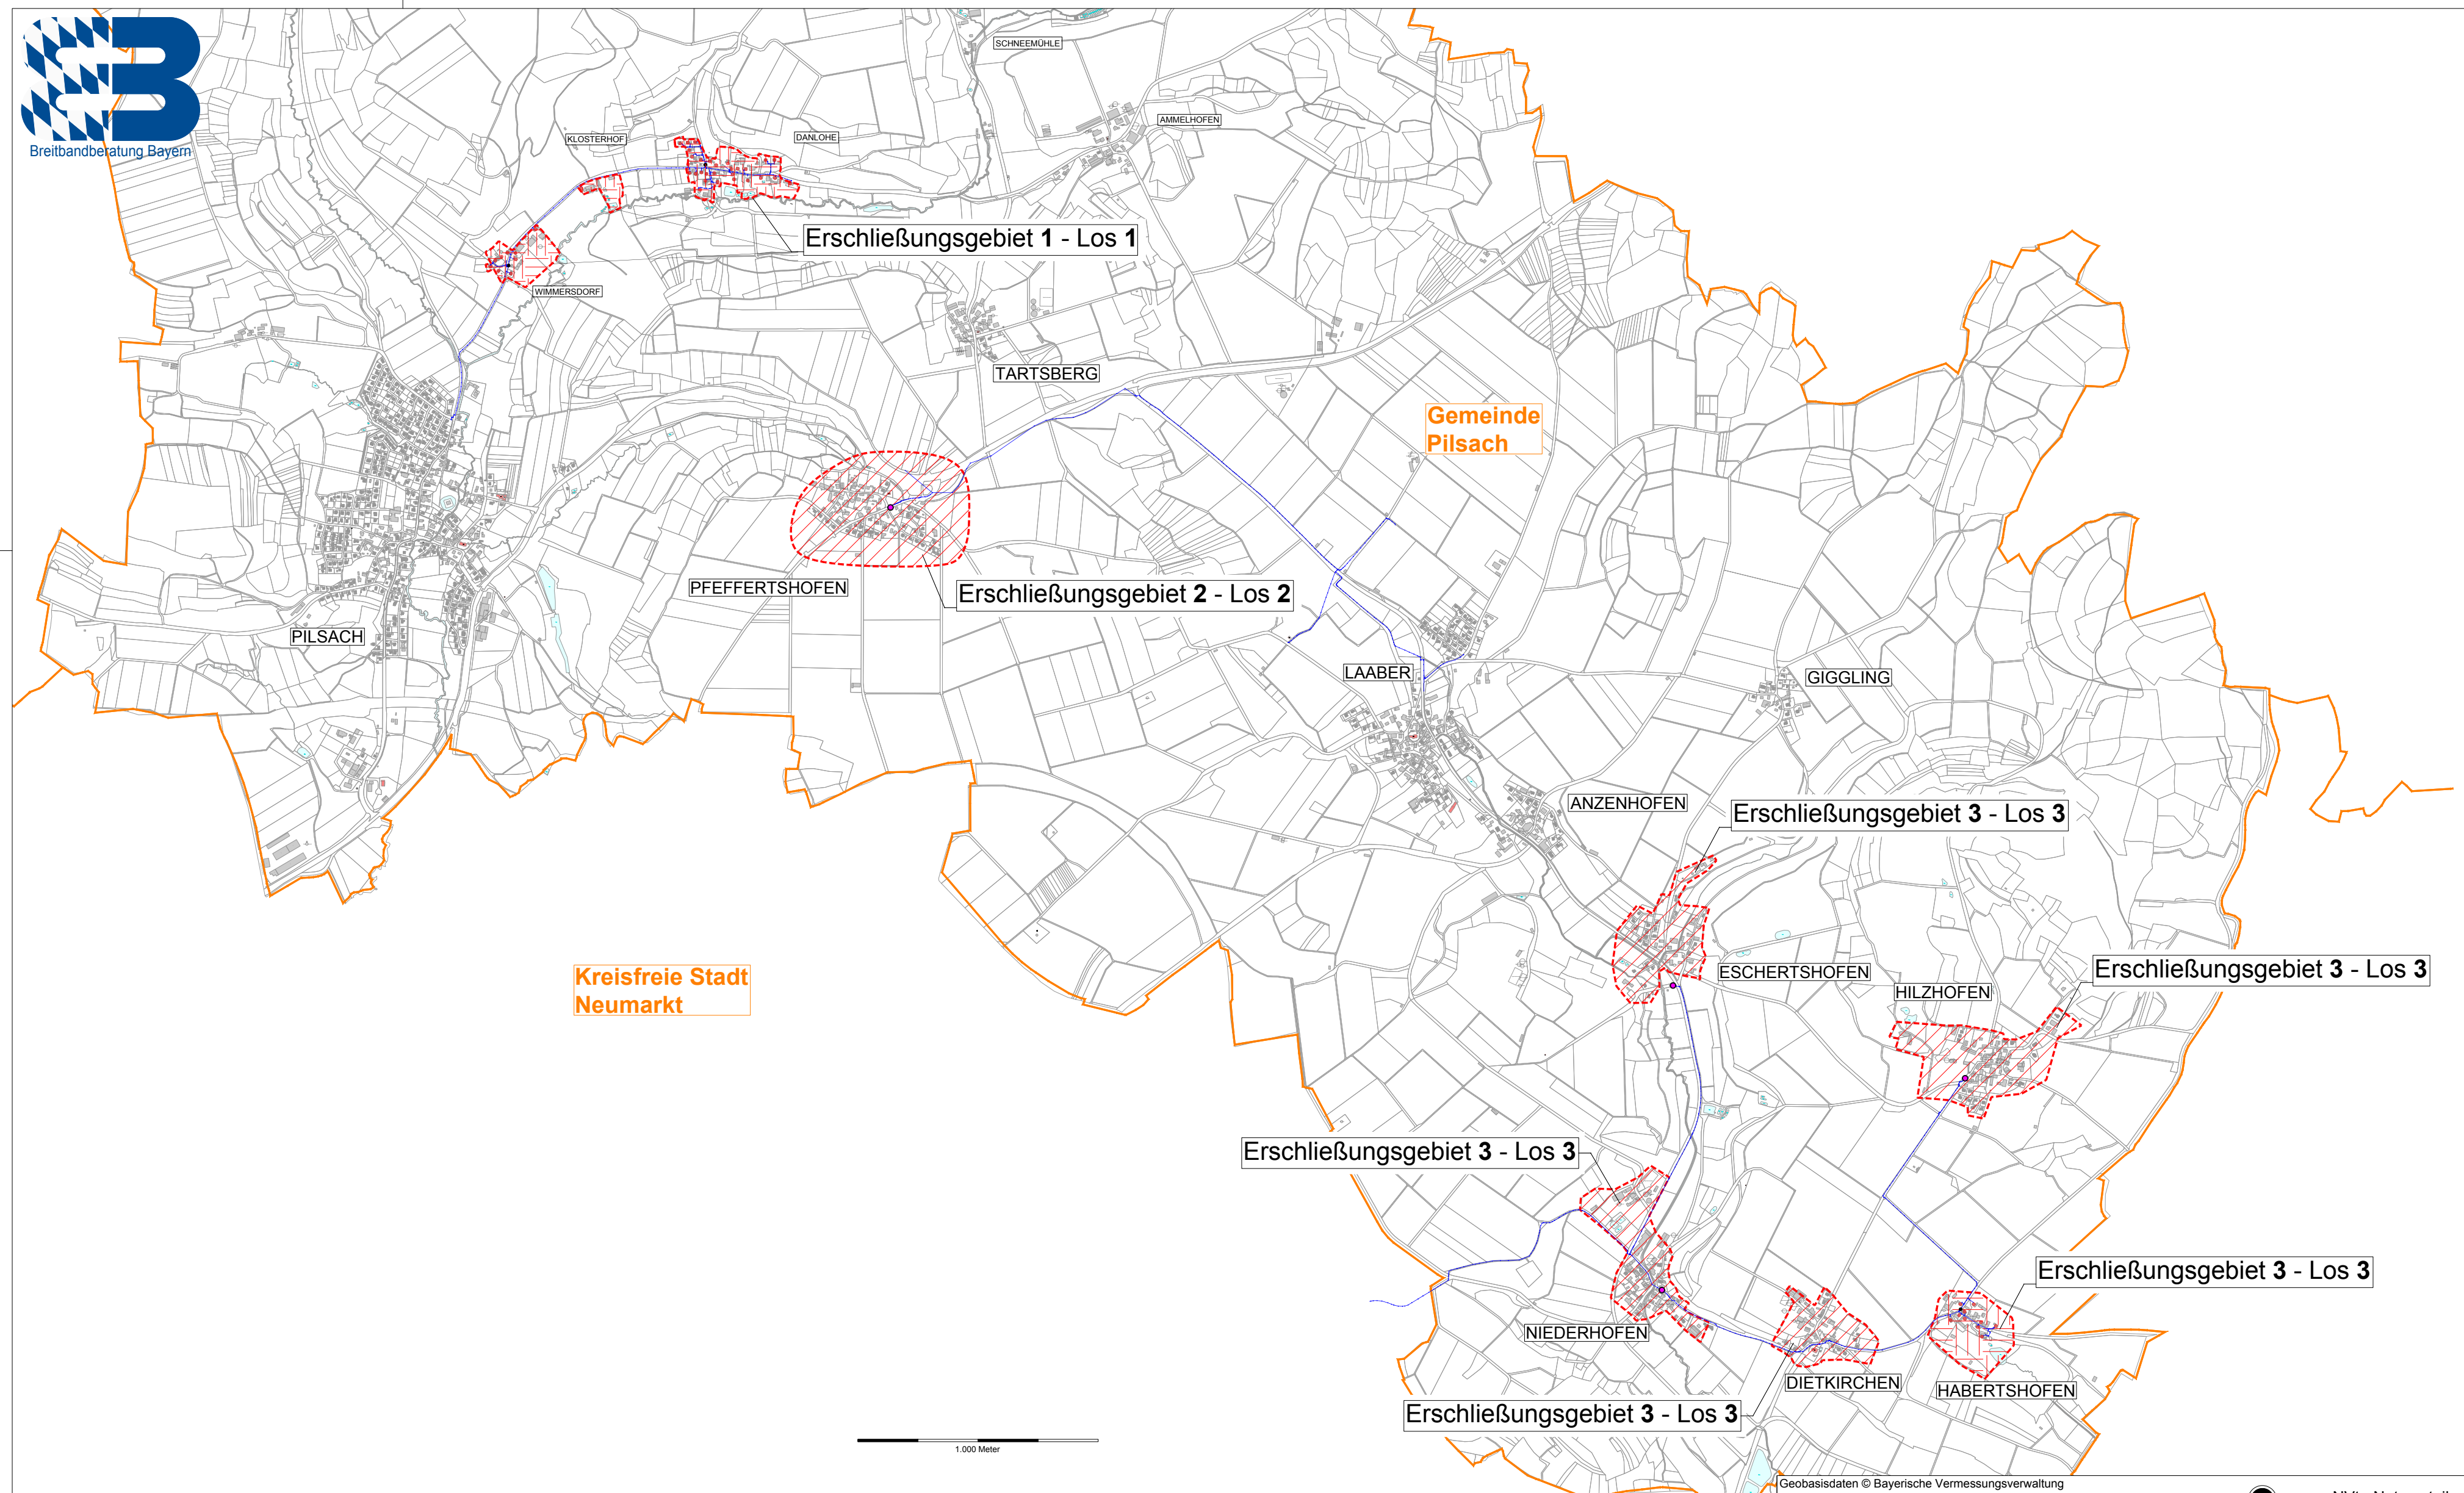 Breitbandberatung Bayern
SCHNEEMÜHLE
AMMELHOFEN
KLOSTERHOF
DANLOHE
Erschließungsgebiet 1 - Los 1
WIMMERSDORF
TARTSBERG
Gemeinde
Pilsach
PFEFFERTSHOFEN
Erschließungsgebiet 2 - Los 2
PILSACH
LAABER
GIGGLING
ANZENHOFEN
Erschließungsgebiet 3 - Los 3
Kreisfreie Stadt
Neumarkt
ESCHERTSHOFEN
Erschließungsgebiet 3 - Los 3
HILZHOFEN
Erschließungsgebiet 3 - Los 3
Erschließungsgebiet 3 - Los 3
NIEDERHOFEN
DIETKIRCHEN
HABERTSHOFEN
Erschließungsgebiet 3 - Los 3
1.000 Meter
Geobasisdaten © Bayerische Vermessungsverwaltung